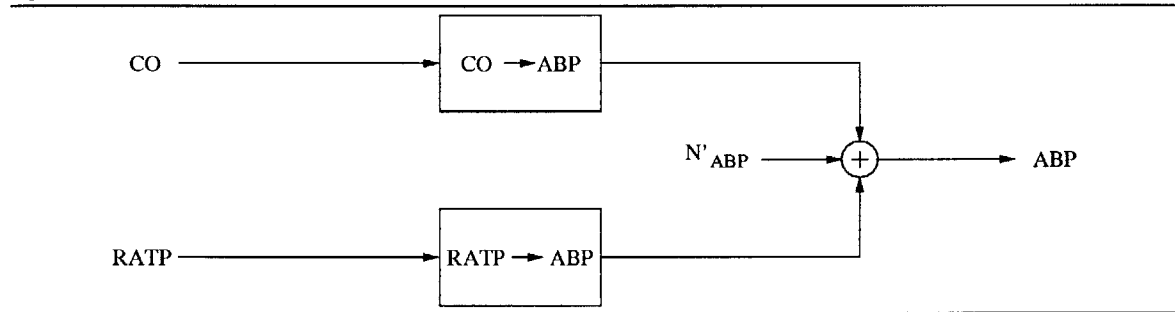 CO
CO → ABP
N'ABP
ABP
RATP
RATP → ABP